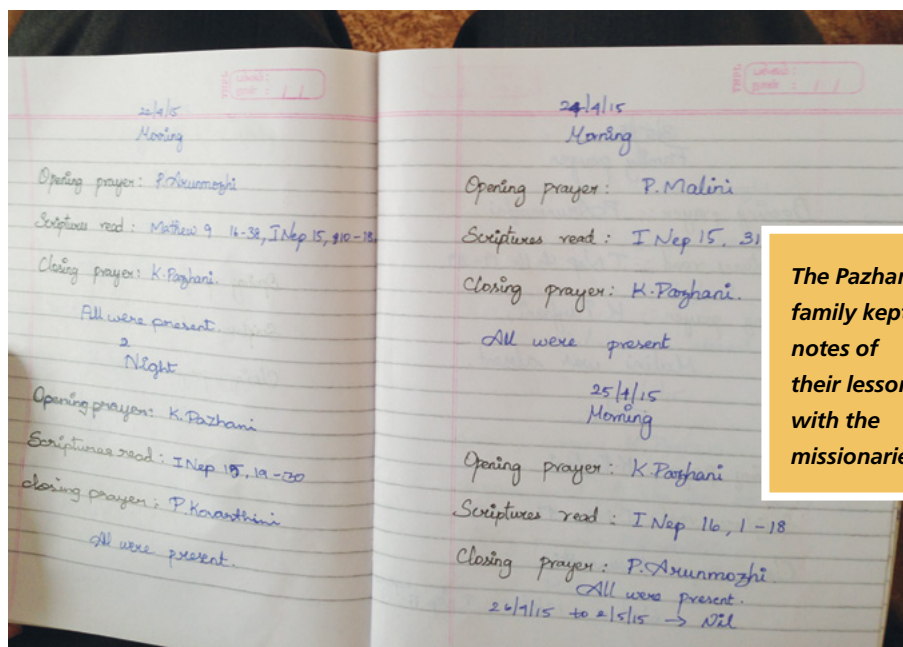 22/4/15
Morning
Opening prayer: P.Arunmozhi
Scriptures read: Mathew 9 16-38, I Nep 15, 10-18.
Closing prayer: K.Pazhani.
All were present.
Night
Opening prayer: K.Pazhani
Scriptures read: I Nep 15, 19-30
closing prayer: P.
All were present.
24/4/15
Morning
Opening prayer: P.Malini
Scriptures read: I Nep 15, 31
Closing prayer: K.Pazhani.
All were present
25/4/15
Morning
Opening prayer: K.Pazhani
Scriptures read: I Nep 16, 1-18
Closing prayer: P.Arunmozhi
All were present.
26/4/15 to 2/5/15 → Nil
The Pazhan
family kept
notes of
their lesson
with the
missionarie